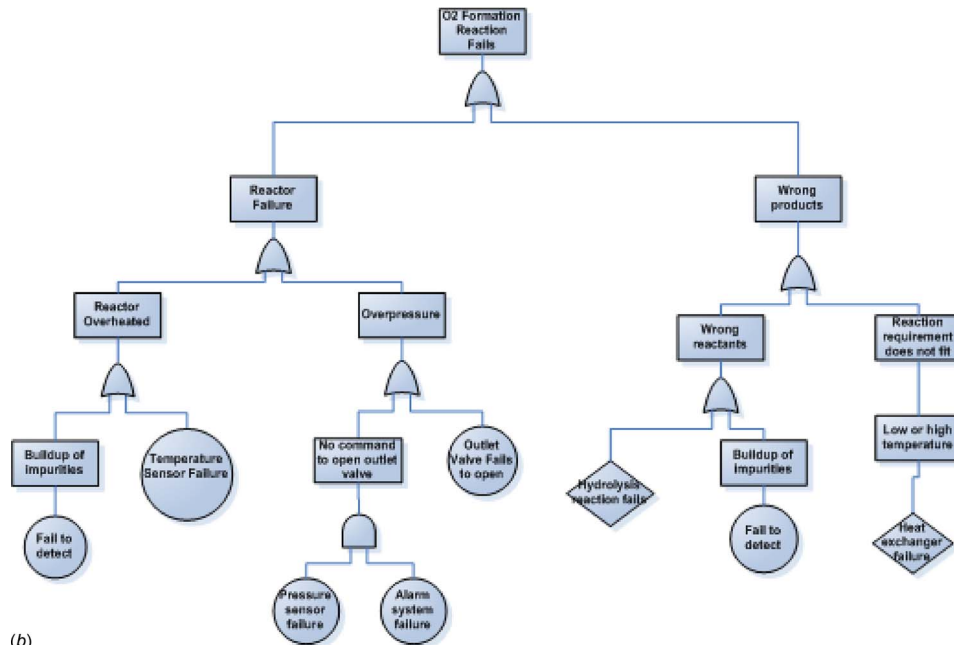 O2 Formation
Reaction
Fails
Reactor
Failure
Wrong
products
Reactor
Overheated
Overpressure
Wrong
reactants
Reaction
requirement
does not fit
Buildup of
impurities
Temperature
Sensor Failure
No command
to open outlet
valve
Outlet
Valve Fails
to open
Hydrolysis
reaction fails
Buildup of
impurities
Low or high
temperature
Fail to
detect
Pressure
sensor
failure
Alarm
system
failure
Fail to
detect
Heat
exchanger
failure
(b)